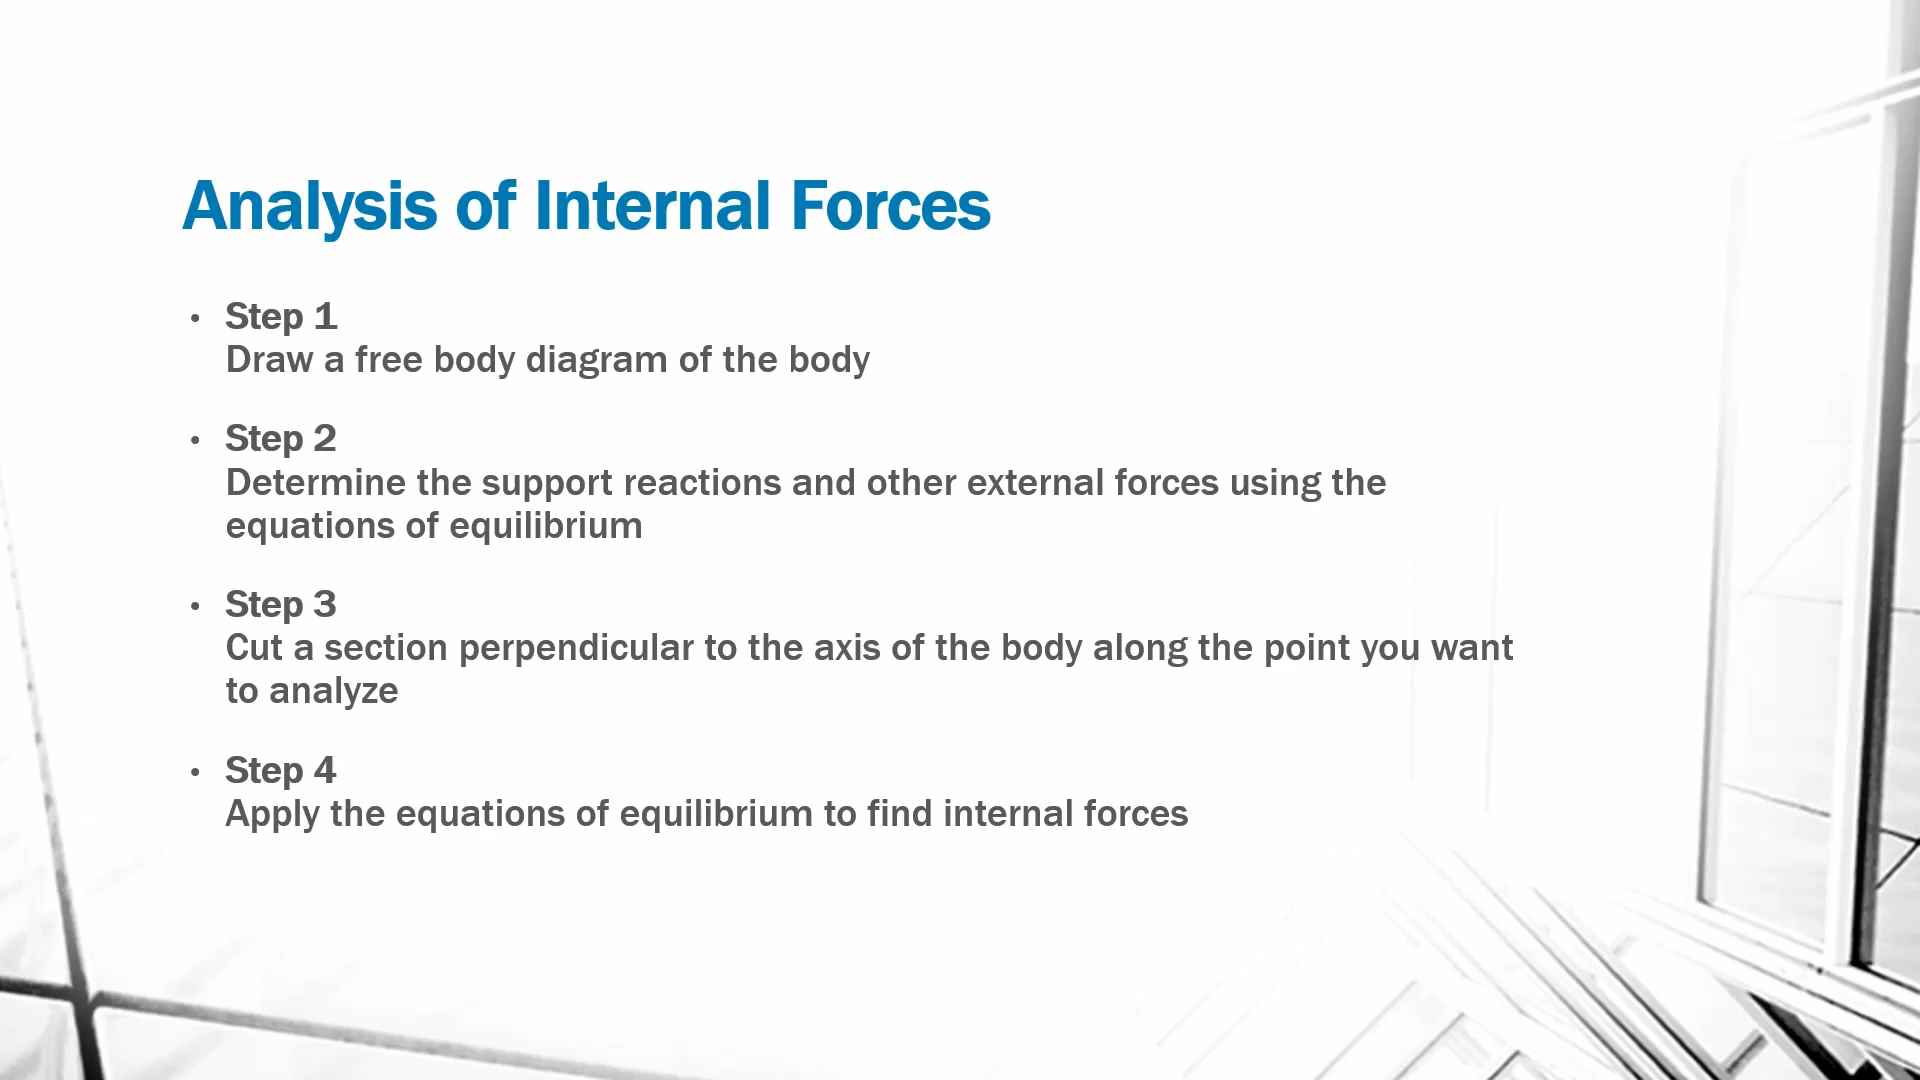 Analysis of Internal Forces
• Step 1
Draw a free body diagram of the body
• Step 2
Determine the support reactions and other external forces using the
equations of equilibrium
• Step 3
Cut a section perpendicular to the axis of the body along the point you want
to analyze
• Step 4
Apply the equations of equilibrium to find internal forces